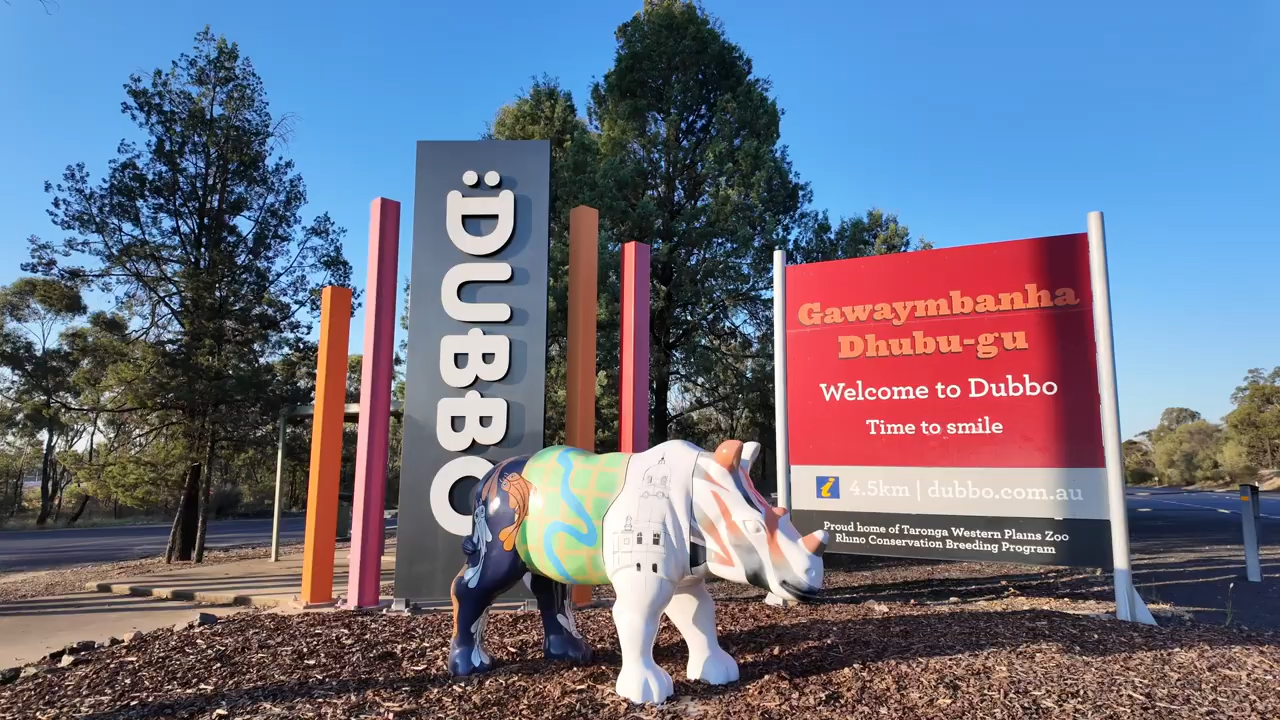 :DUBBO
Gawaymbanha
Dhubu-gu
Welcome to Dubbo
Time to smile
i 4.5km | dubbo.com.au
Proud home of Taronga Western Plains Zoo
Rhino Conservation Breeding Program